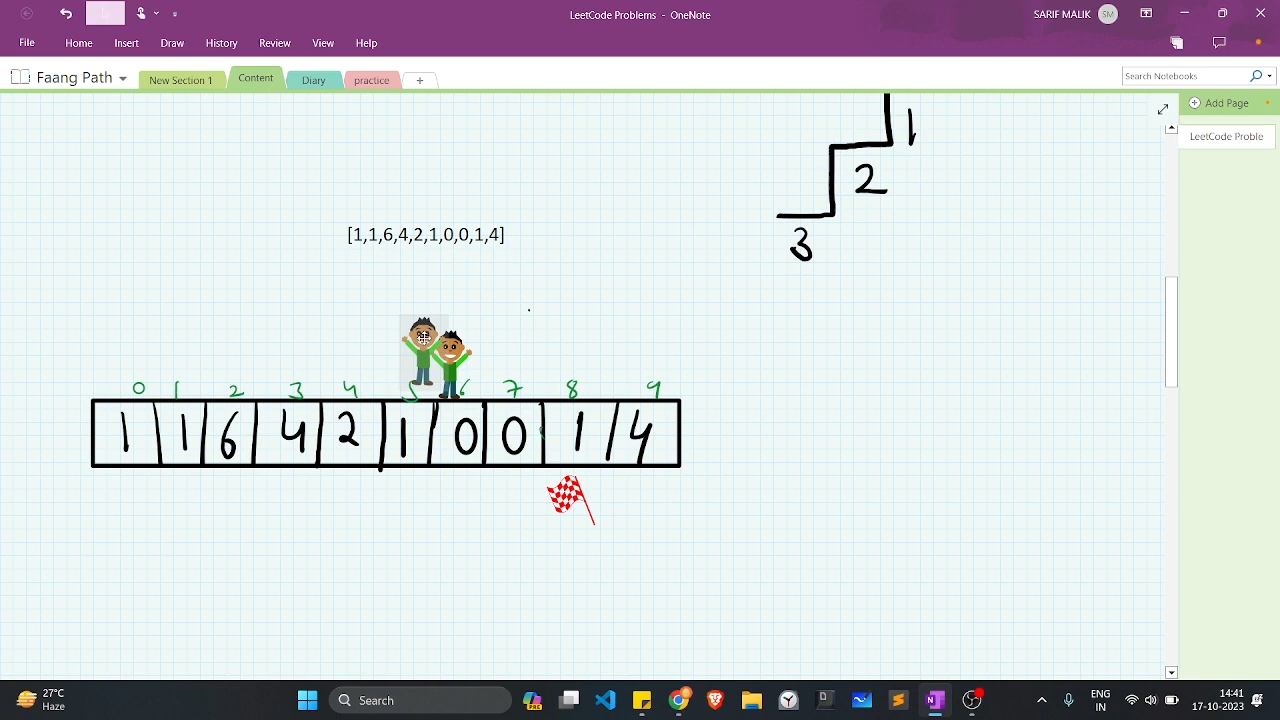 LeetCode Problems - OneNote
SARIF MALIK SM
File Home Insert Draw History Review View Help
Faang Path New Section 1 Content Diary practice +
Search Notebooks
Add Page
LeetCode Proble
1
2
3
[1,1,6,4,2,1,0,0,1,4]
0 1 2 3 4 5 6 7 8 9
1 1 6 4 2 1 0 0 1 4
27°C
Haze
Search
PRE
ENG
IN
14:41
17-10-2023